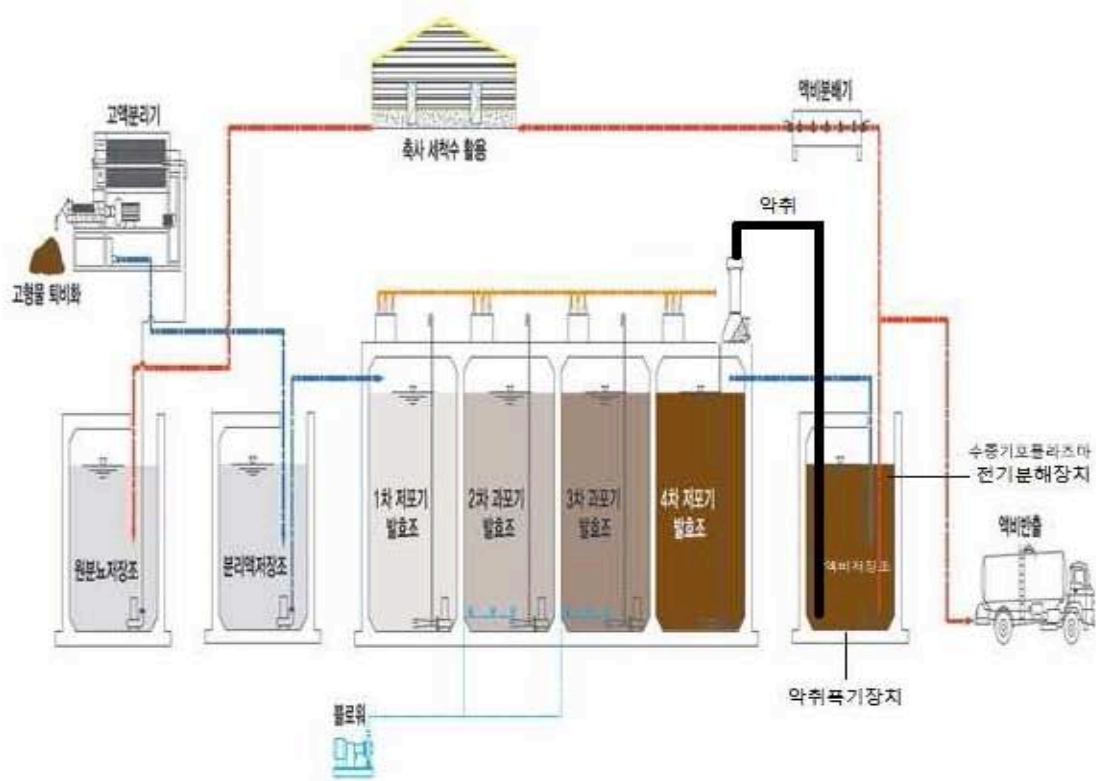 고액분리기
고형물 퇴비화
축사 세척수 활용
액비분배기
악취
원분뇨저장조
분리액저장조
1차 저포기
발효조
2차 과포기
발효조
3차 과포기
발효조
4차 저포기
발효조
액비저장조
수중기포플라즈마
전기분해장치
액비반출
악취폭기장치
블로워